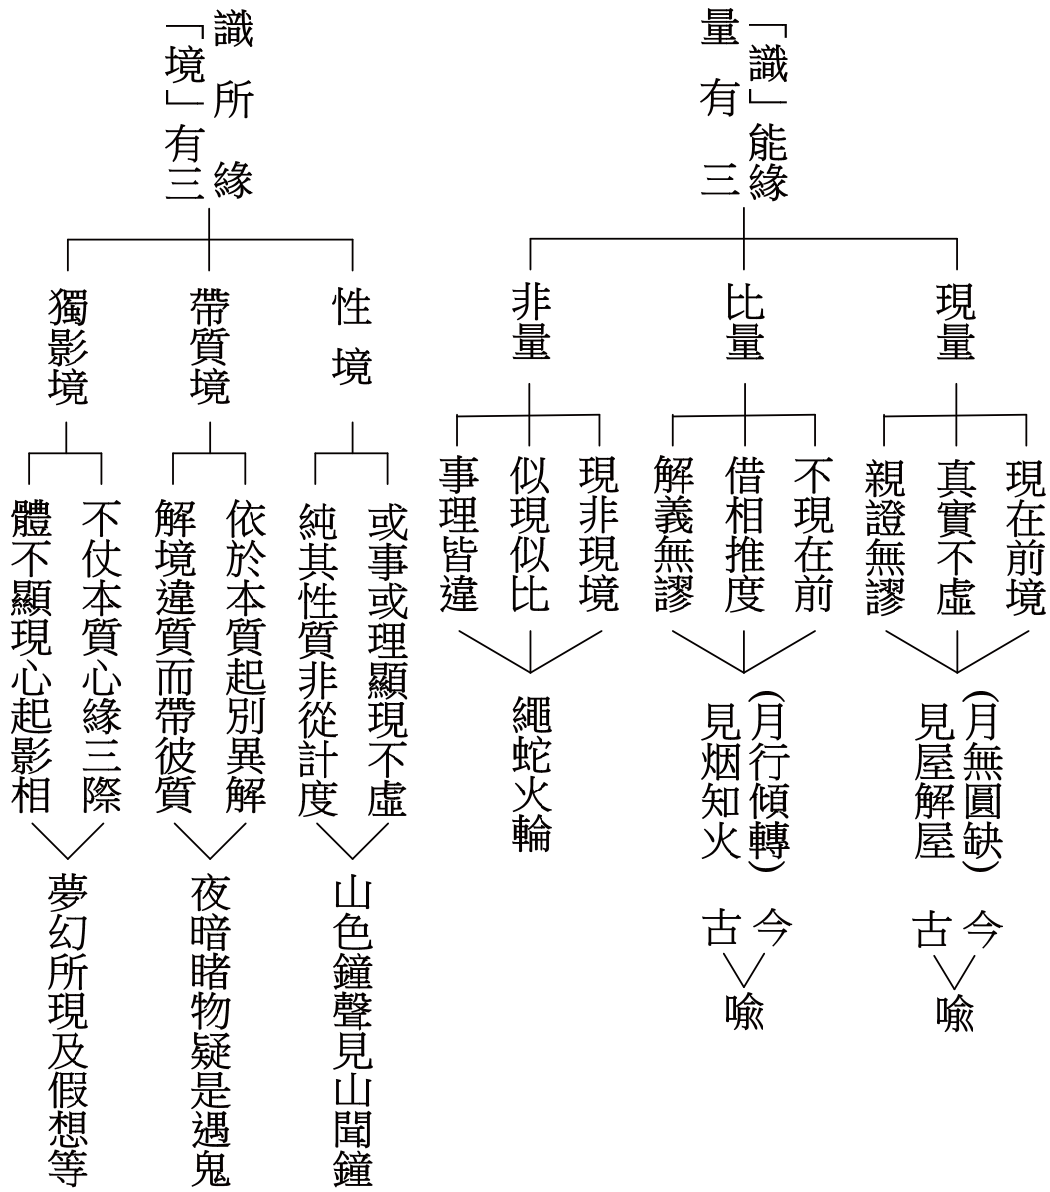 「識」能緣
量有三
現量
現在前境
真實不虛
親證無謬
(月無圓缺)
見屋解屋
今
古
喻
比量
不現在前
借相推度
解義無謬
(月行傾轉)
見烟知火
今
古
喻
非量
現非現境
似現似比
事理皆違
繩蛇火輪
識所緣
「境」有三
性境
或事或理顯現不虛
純其性質非從計度
山色鐘聲見山聞鐘
帶質境
依於本質起別異解
解境違質而帶彼質
夜暗睹物疑是遇鬼
獨影境
不仗本質心緣三際
體不顯現心起影相
夢幻所現及假想等